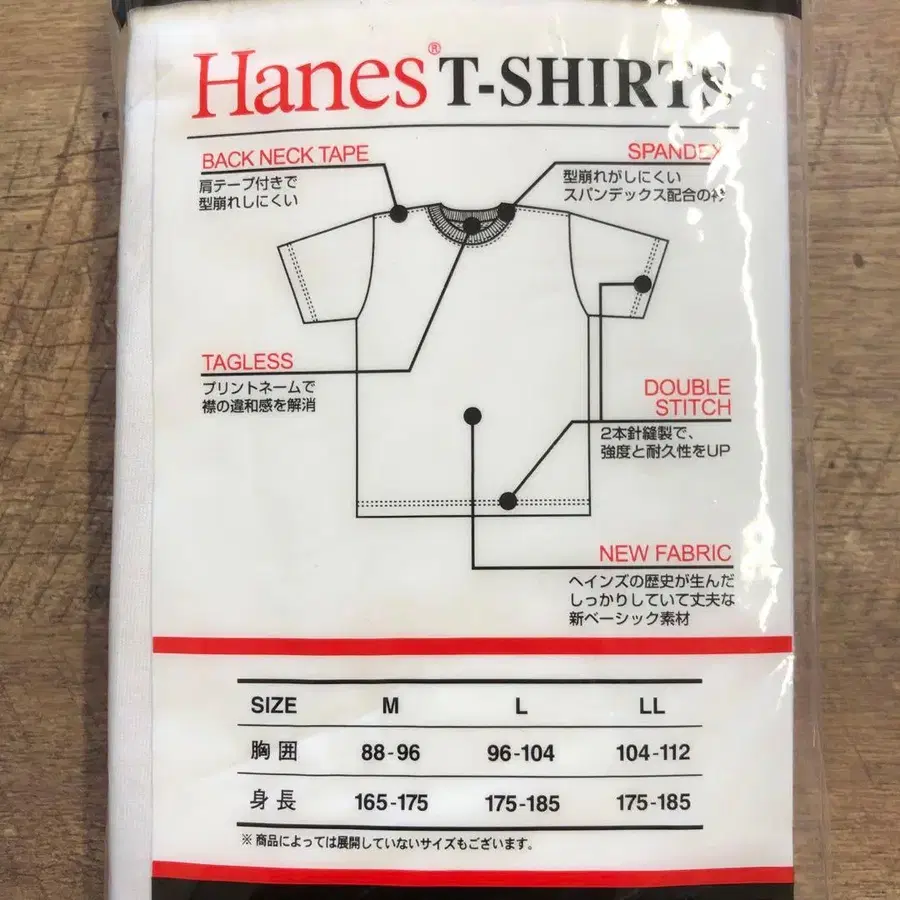 Hanes® T-SHIRTS
BACK NECK TAPE
肩テープ付きで
型崩れしにくい
SPANDEX
型崩れがしにくい
スパンデックス配合の衿
TAGLESS
プリントネームで
襟の違和感を解消
DOUBLE
STITCH
2本針縫製で、
強度と耐久性をUP
NEW FABRIC
ヘインズの歴史が生んだ
しっかりしていて丈夫な
新ベーシック素材
SIZE M L LL
胸囲 88-96 96-104 104-112
身長 165-175 175-185 175-185
※商品によっては展開していないサイズもございます。